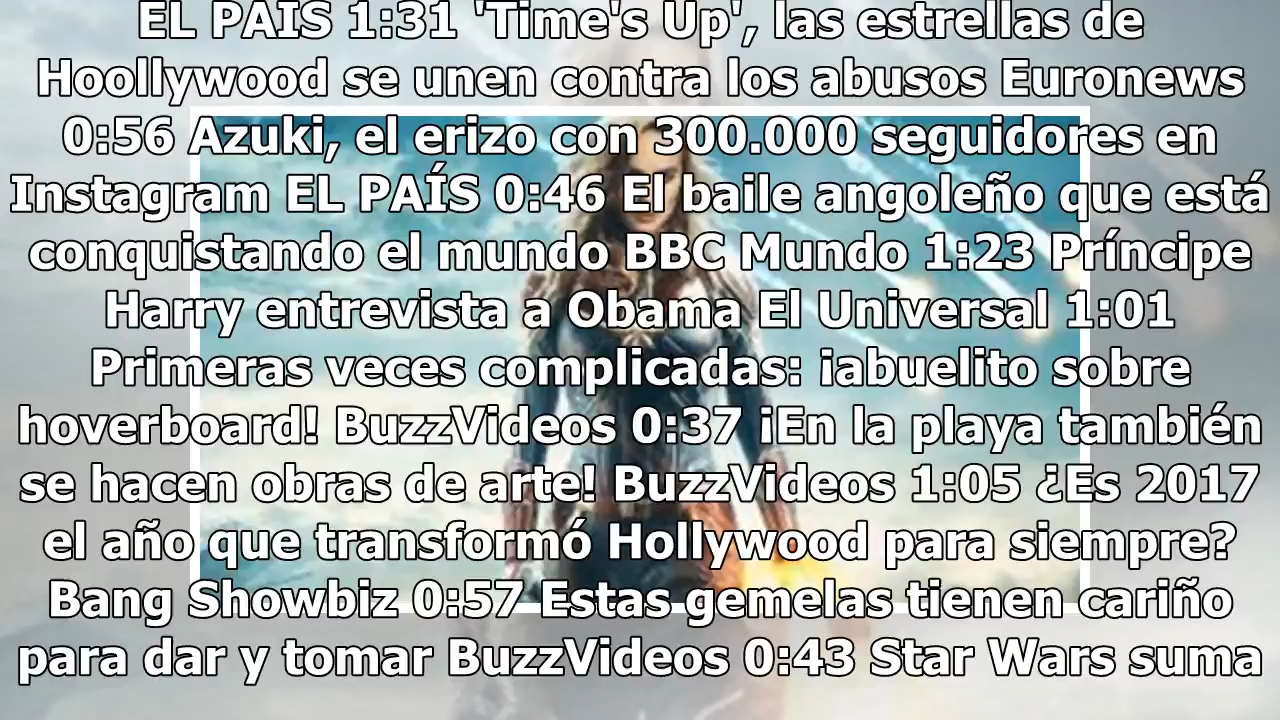 EL PAÍS 1:31 'Time's Up', las estrellas de
Hoollywood se unen contra los abusos Euronews
0:56 Azuki, el erizo con 300.000 seguidores en
Instagram EL PAÍS 0:46 El baile angoleño que está
conquistando el mundo BBC Mundo 1:23 Príncipe
Harry entrevista a Obama El Universal 1:01
Primeras veces complicadas: ¡abuelito sobre
hoverboard! BuzzVideos 0:37 ¡En la playa también
se hacen obras de arte! BuzzVideos 1:05 ¿Es 2017
el año que transformó Hollywood para siempre?
Bang Showbiz 0:57 Estas gemelas tienen cariño
para dar y tomar BuzzVideos 0:43 Star Wars suma